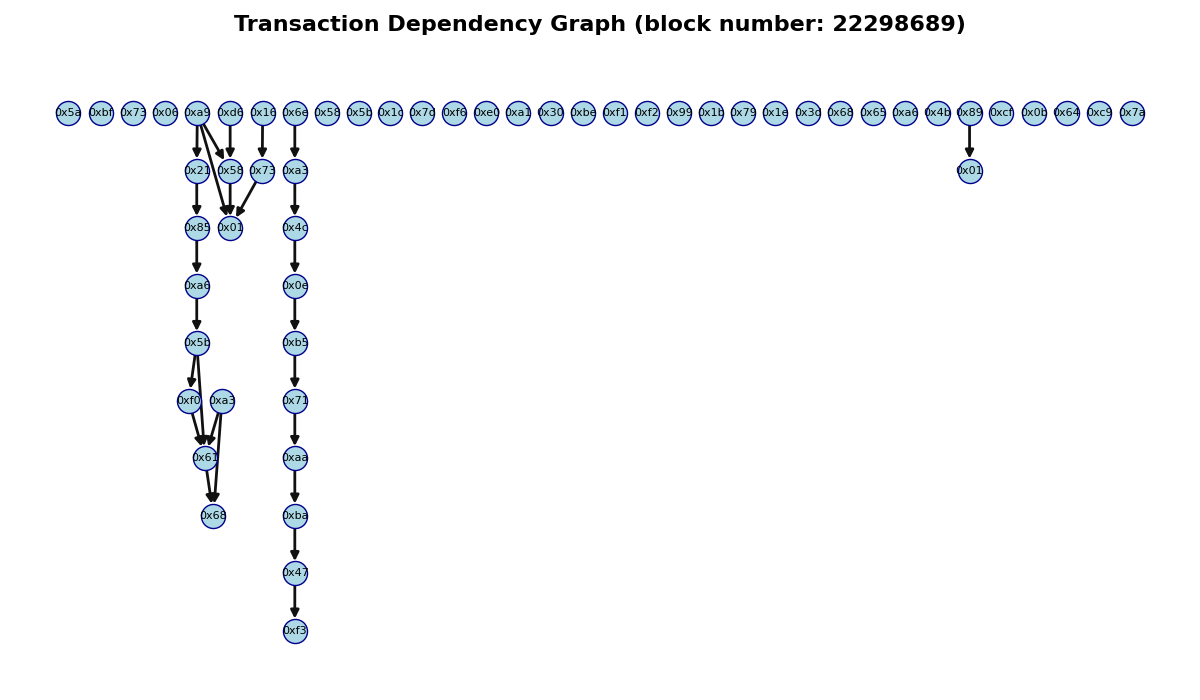 Transaction Dependency Graph (block number: 22298689)
0x5a 0xbf 0x73 0x06 0xa9 0xd6 0x16 0x6e 0x58 0x5b 0x1c 0x7d 0xf6 0xe0 0xa1 0x30 0xbe 0xf1 0xf2 0x99 0x1b 0x79 0x1e 0x3d 0x68 0x65 0xa6 0x4b 0x89 0xcf 0x0b 0x64 0xc9 0x7a
0x21 0x58 0x73 0xa3 0x01
0x85 0x01 0x4c
0xa6 0x0e
0x5b 0xb5
0xf0 0xa3 0x71
0x61 0xaa
0x68 0xba
0x47
0xf3